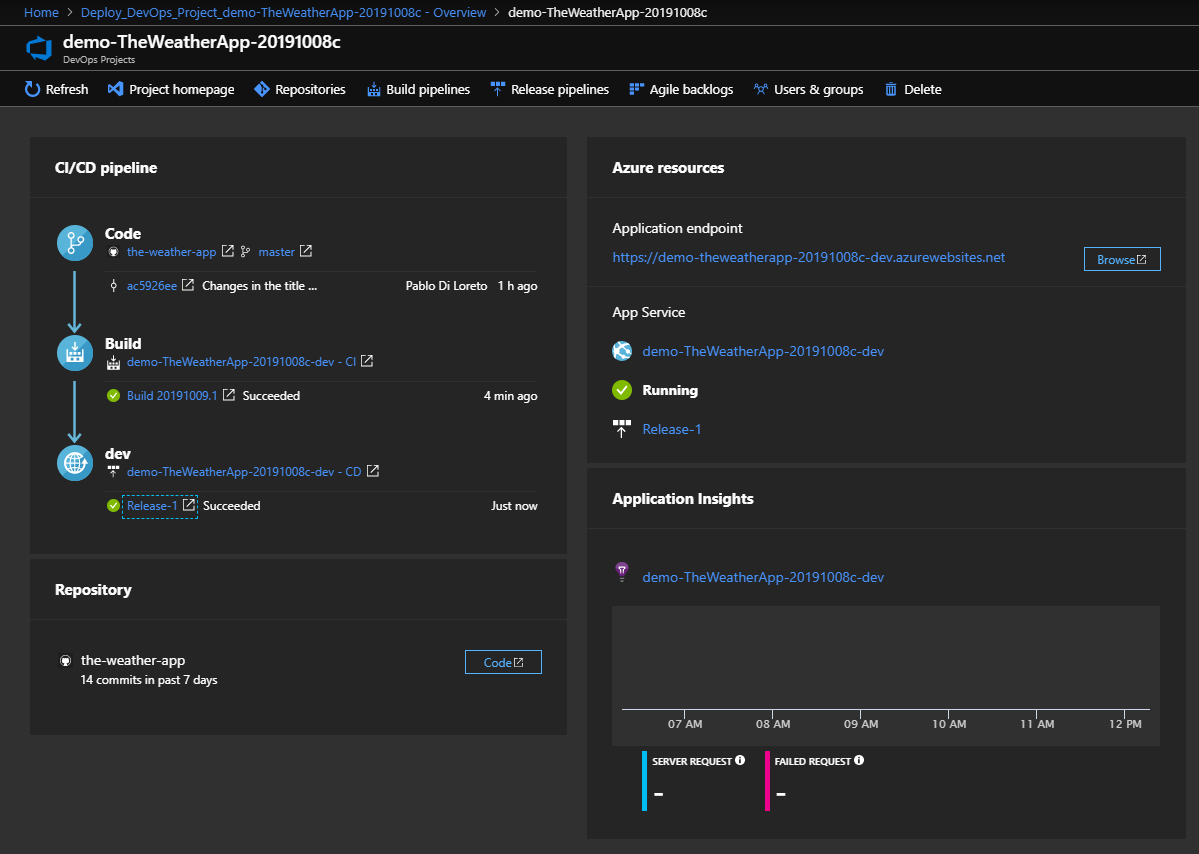 Home > Deploy_DevOps_Project_demo-TheWeatherApp-20191008c - Overview > demo-TheWeatherApp-20191008c
demo-TheWeatherApp-20191008c
DevOps Projects
Refresh Project homepage Repositories Build pipelines Release pipelines Agile backlogs Users & groups Delete
CI/CD pipeline
Code
the-weather-app master
ac5926ee Changes in the title ... Pablo Di Loreto 1 h ago
Build
demo-TheWeatherApp-20191008c-dev - CI
Build 20191009.1 Succeeded 4 min ago
dev
demo-TheWeatherApp-20191008c-dev - CD
Release-1 Succeeded Just now
Repository
the-weather-app
14 commits in past 7 days
Code
Azure resources
Application endpoint
https://demo-theweatherapp-20191008c-dev.azurewebsites.net
Browse
App Service
demo-TheWeatherApp-20191008c-dev
Running
Release-1
Application Insights
demo-TheWeatherApp-20191008c-dev
07 AM 08 AM 09 AM 10 AM 11 AM 12 PM
SERVER REQUEST FAILED REQUEST
-- --